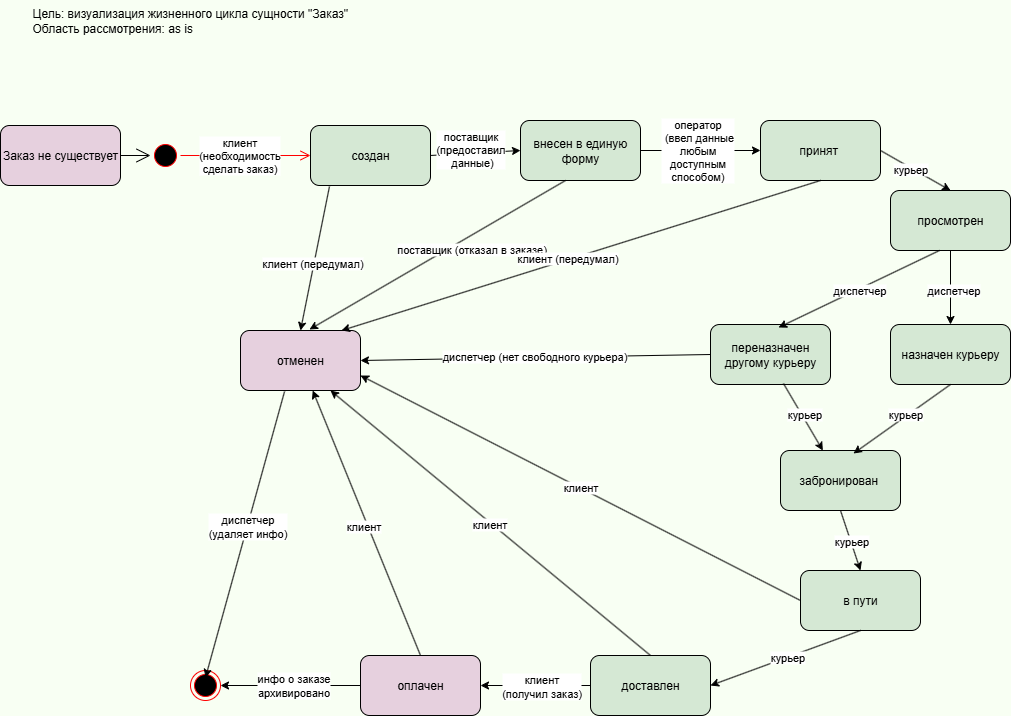 Цель: визуализация жизненного цикла сущности "Заказ"
Область рассмотрения: as is
Заказ не существует
клиент
(необходимость
сделать заказ)
создан
поставщик
(предоставил
данные)
внесен в единую
форму
оператор
(ввел данные
любым
доступным
способом)
принят
курьер
просмотрен
клиент (передумал)
поставщик (отказал в заказе)
клиент (передумал)
диспетчер
диспетчер
отменен
диспетчер (нет свободного курьера)
переназначен
другому курьеру
назначен курьеру
курьер
курьер
забронирован
клиент
диспетчер
(удаляет инфо)
клиент
клиент
курьер
в пути
курьер
инфо о заказе
архивировано
оплачен
клиент
(получил заказ)
доставлен